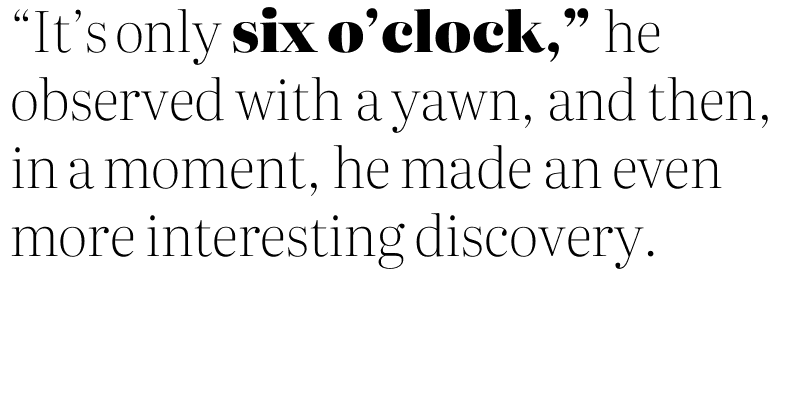 “It’s only six o’clock,” he
observed with a yawn, and then,
in a moment, he made an even
more interesting discovery.